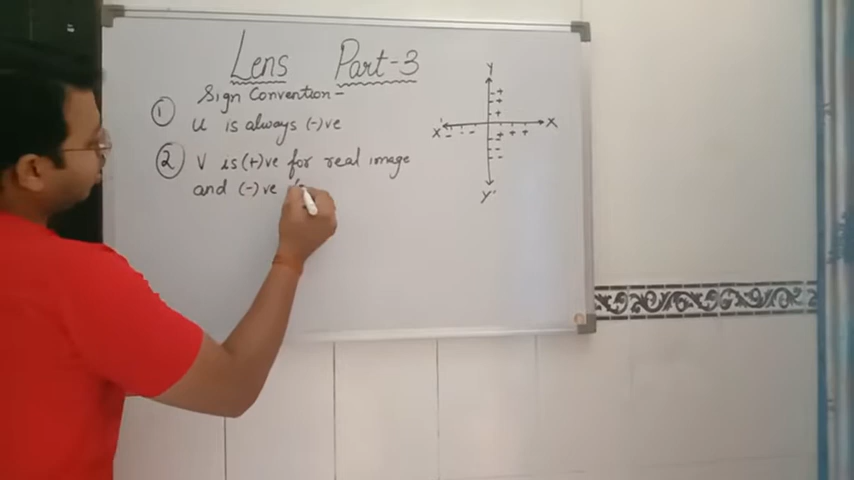 Lens Part-3
Sign Convention -
1 u is always (-)ve
2 V is (+)ve for real image
and (-)ve
Y
X' X
Y'